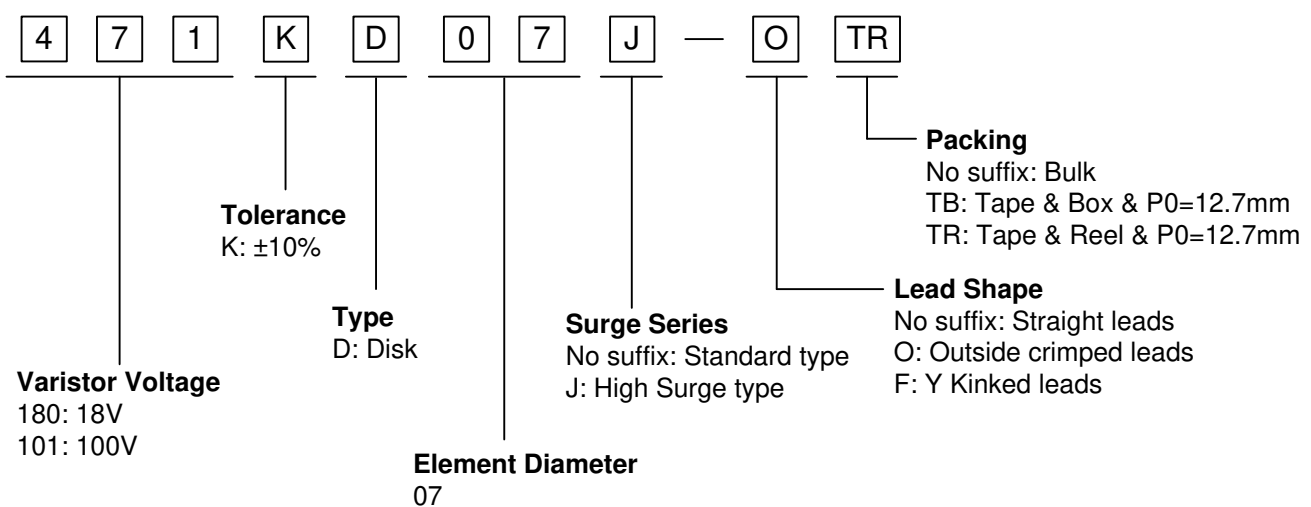 4 7 1 K D 0 7 J — O TR
Packing
No suffix: Bulk
TB: Tape & Box & P0=12.7mm
TR: Tape & Reel & P0=12.7mm
Tolerance
K: ±10%
Lead Shape
No suffix: Straight leads
O: Outside crimped leads
F: Y Kinked leads
Type
D: Disk
Surge Series
No suffix: Standard type
J: High Surge type
Varistor Voltage
180: 18V
101: 100V
Element Diameter
07